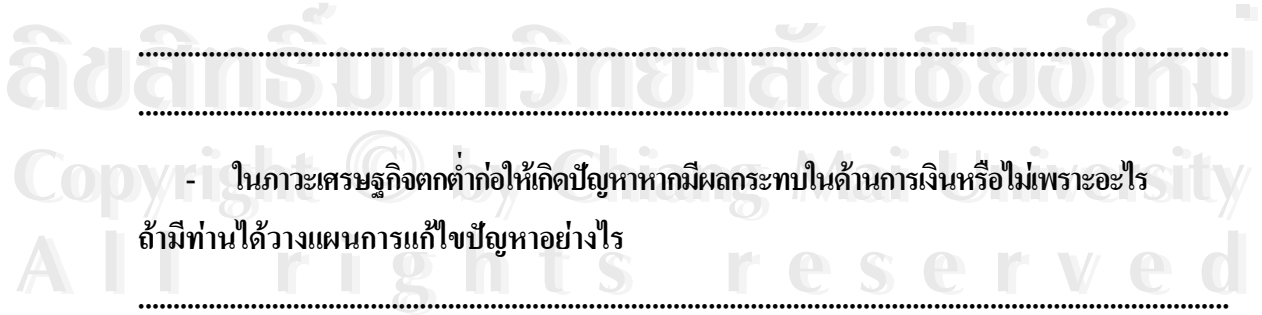 ลิขสิทธิ์มหาวิทยาลัยเชียงใหม่
Copyright © by Chiang Mai University
- ในภาวะเศรษฐกิจตกต่ำก่อให้เกิดปัญหาหากมีผลกระทบในด้านการเงินหรือไม่เพราะอะไร
ถ้ามีท่านได้วางแผนการแก้ไขปัญหาอย่างไร
All rights reserved